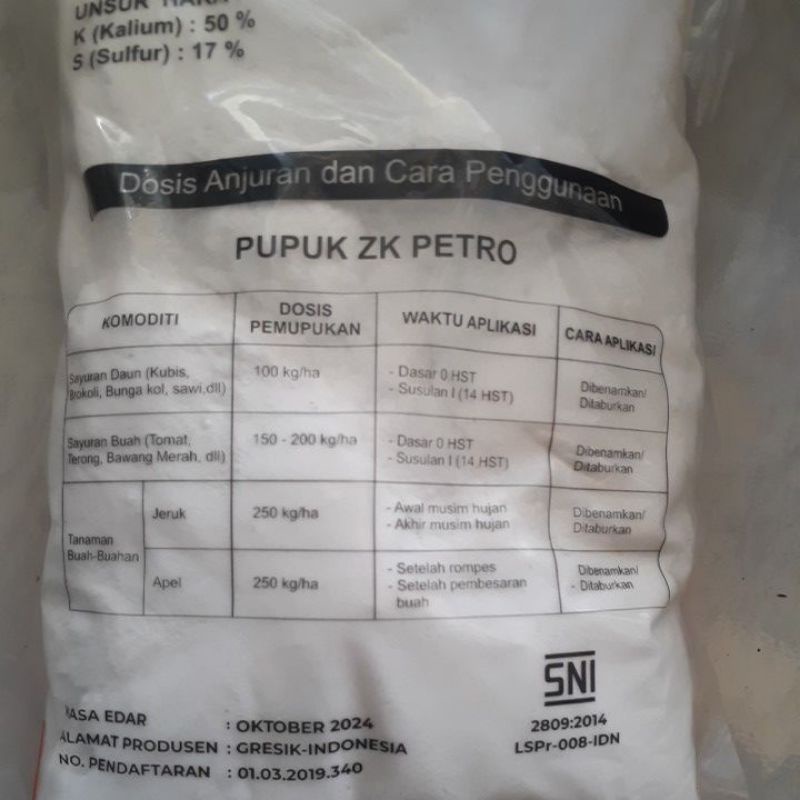 UNSUR HARA
K (Kalium) : 50 %
S (Sulfur) : 17 %
Dosis Anjuran dan Cara Penggunaan
PUPUK ZK PETRO
KOMODITI
DOSIS
PEMUPUKAN
WAKTU APLIKASI
CARA APLIKASI
Sayuran Daun (Kubis,
Brokoli, Bunga kol, sawi,dll)
100 kg/ha
- Dasar 0 HST
- Susulan I (14 HST)
Dibenamkan/
Ditaburkan
Sayuran Buah (Tomat,
Terong, Bawang Merah, dll)
150 - 200 kg/ha
- Dasar 0 HST
- Susulan I (14 HST)
Dibenamkan/
Ditaburkan
Tanaman
Buah-Buahan
Jeruk
250 kg/ha
- Awal musim hujan
- Akhir musim hujan
Dibenamkan/
Ditaburkan
Apel
250 kg/ha
- Setelah rompes
- Setelah pembesaran
buah
Dibenamkan/
- Ditaburkan
MASA EDAR : OKTOBER 2024
ALAMAT PRODUSEN : GRESIK-INDONESIA
NO. PENDAFTARAN : 01.03.2019.340
SNI
2809:2014
LSPr-008-IDN